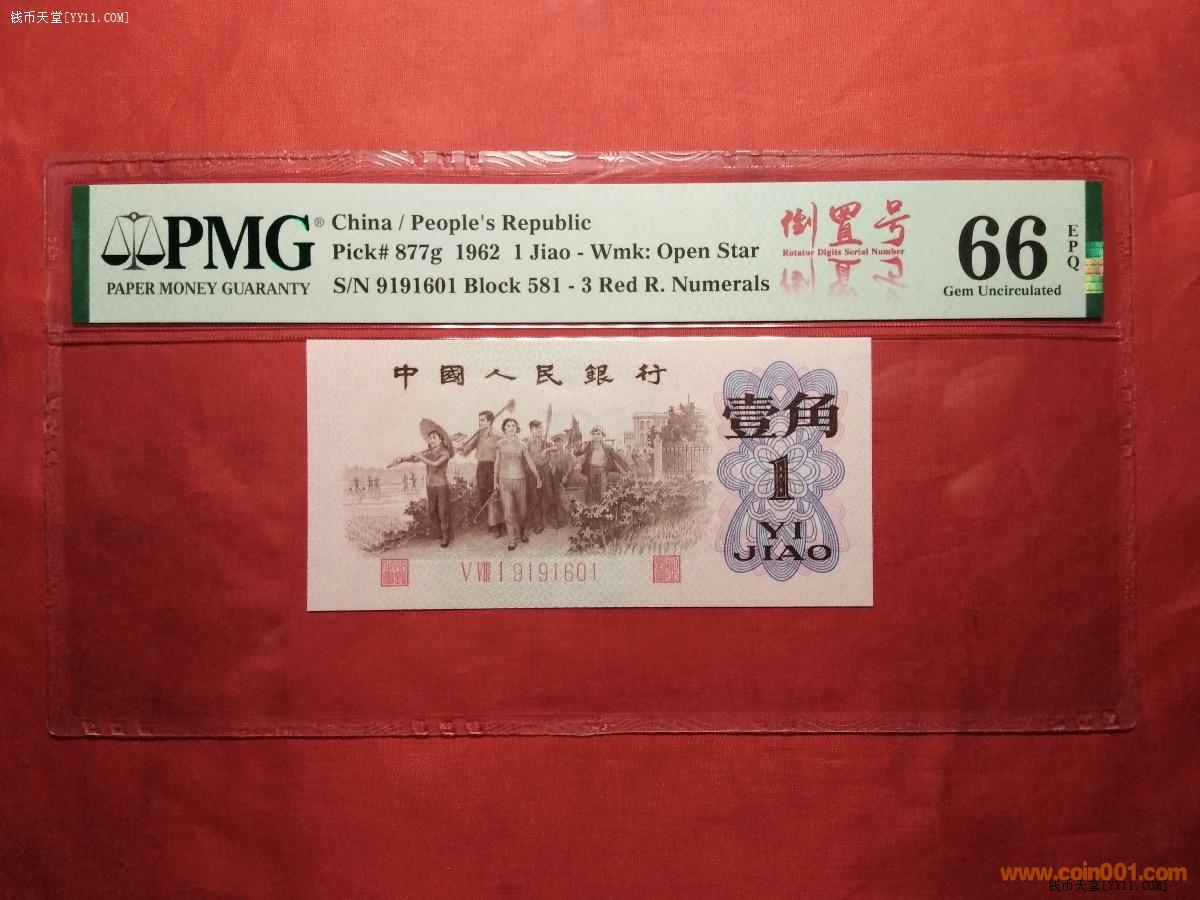 钱币天堂[YY11.COM]
PMG®
PAPER MONEY GUARANTY
China / People's Republic
Pick# 877g 1962 1 Jiao - Wmk: Open Star
S/N 9191601 Block 581 - 3 Red R. Numerals
倒置号
Rotator Digits Serial Number
66
EPQ
Gem Uncirculated
中國人民銀行
壹角
1
YI
JIAO
V VIII I 9191601
www.coin001.com
钱币天堂[YY11.COM]